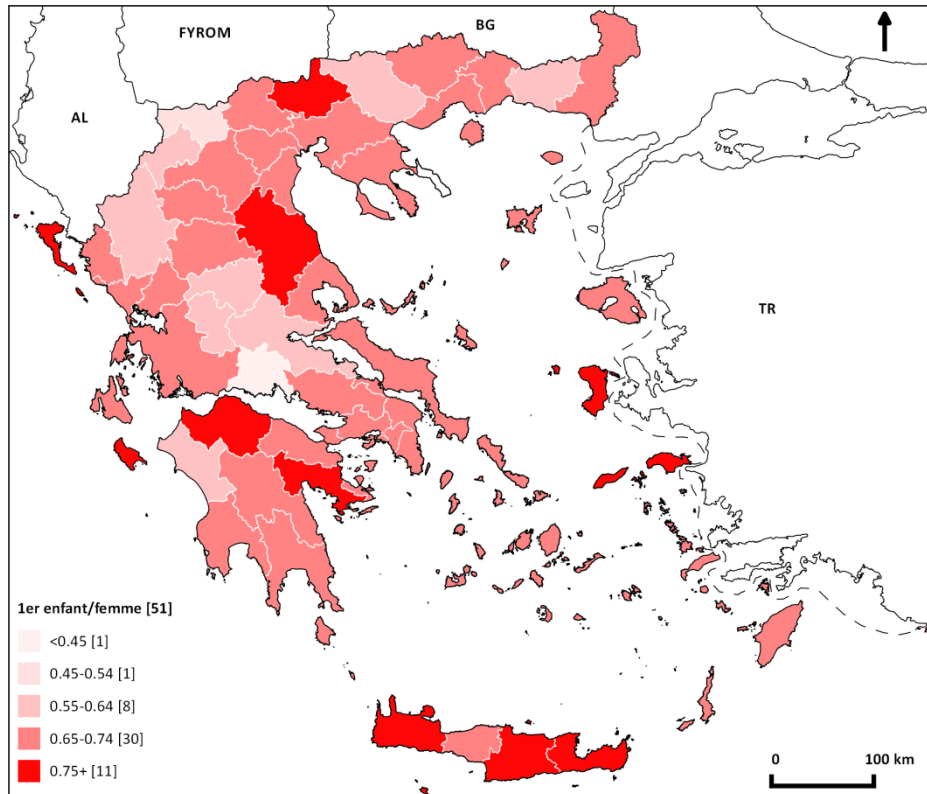 FYROM
BG
AL
TR
1er enfant/femme [51]
<0.45 [1]
0.45-0.54 [1]
0.55-0.64 [8]
0.65-0.74 [30]
0.75+ [11]
0 100 km